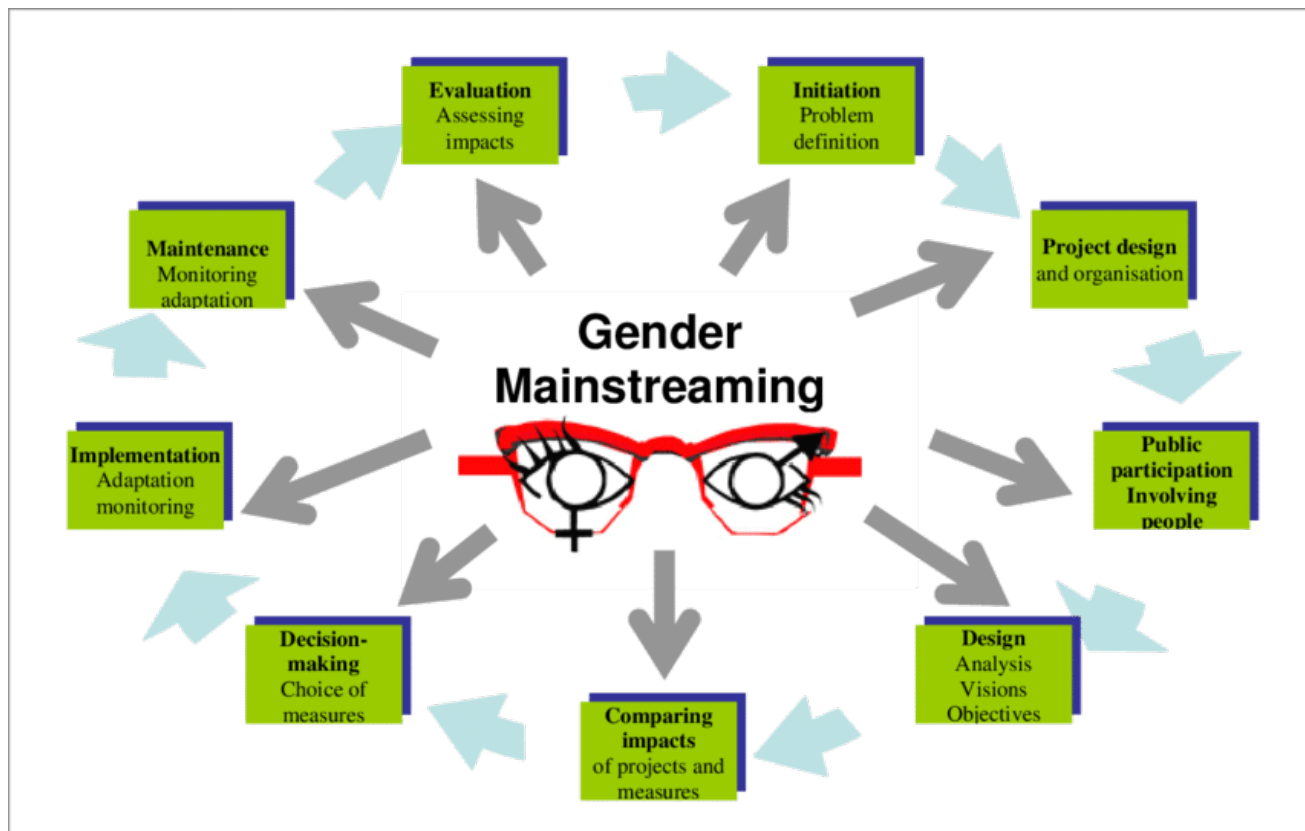 Evaluation
Assessing
impacts
Initiation
Problem
definition
Maintenance
Monitoring
adaptation
Project design
and organisation
Gender
Mainstreaming
Implementation
Adaptation
monitoring
Public
participation
Involving
people
Decision-
making
Choice of
measures
Design
Analysis
Visions
Objectives
Comparing
impacts
of projects and
measures